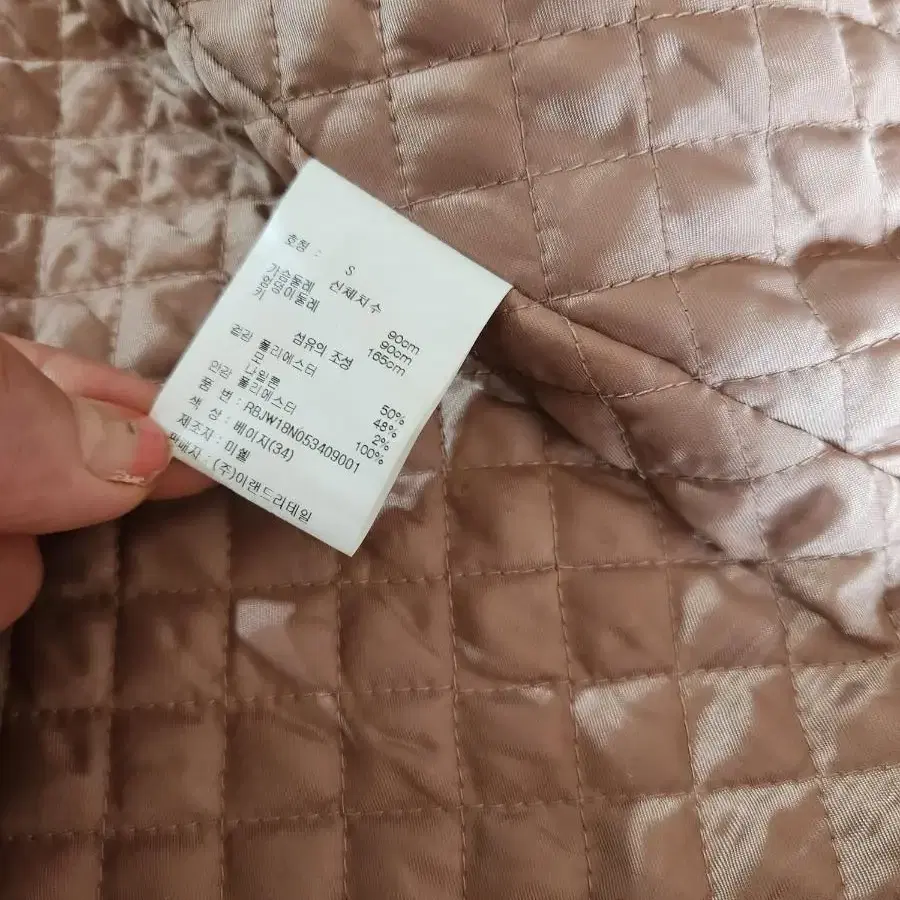 호칭 : S
신체치수
가슴둘레 90cm
엉덩이둘레 90cm
키 165cm
섬유의 조성
겉감 폴리에스터 50%
모 48%
나일론 2%
안감 폴리에스터 100%
품 번 : RBJW18N053409001
색 상 : 베이지(34)
제조자 : 미쉘
판매자 : (주)이랜드리테일